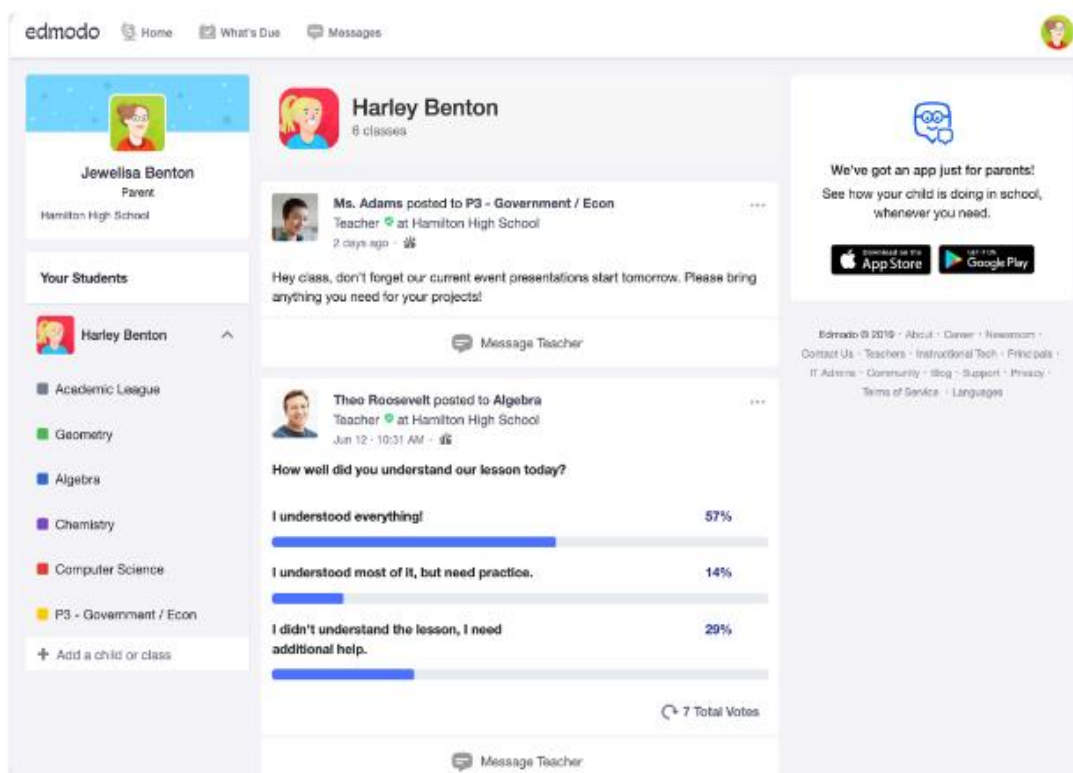 edmodo Home What's Due Messages
Jewelisa Benton
Parent
Hamilton High School
Your Students
Harley Benton
Academic League
Geometry
Algebra
Chemistry
Computer Science
P3 - Government / Econ
+ Add a child or class
Harley Benton
6 classes
Ms. Adams posted to P3 - Government / Econ
Teacher at Hamilton High School
2 days ago ·
Hey class, don't forget our current event presentations start tomorrow. Please bring
anything you need for your projects!
Message Teacher
Theo Roosevelt posted to Algebra
Teacher at Hamilton High School
Jun 12 · 10:31 AM ·
How well did you understand our lesson today?
I understood everything! 57%
I understood most of it, but need practice. 14%
I didn't understand the lesson, I need 29%
additional help.
7 Total Votes
Message Teacher
We've got an app just for parents!
See how your child is doing in school,
whenever you need.
Download on the
App Store
GET IT ON
Google Play
Edmodo © 2019 · About · Career · Newsroom ·
Contact Us · Teachers · Instructional Tech · Principals ·
IT Admins · Community · Blog · Support · Privacy ·
Terms of Service · Languages